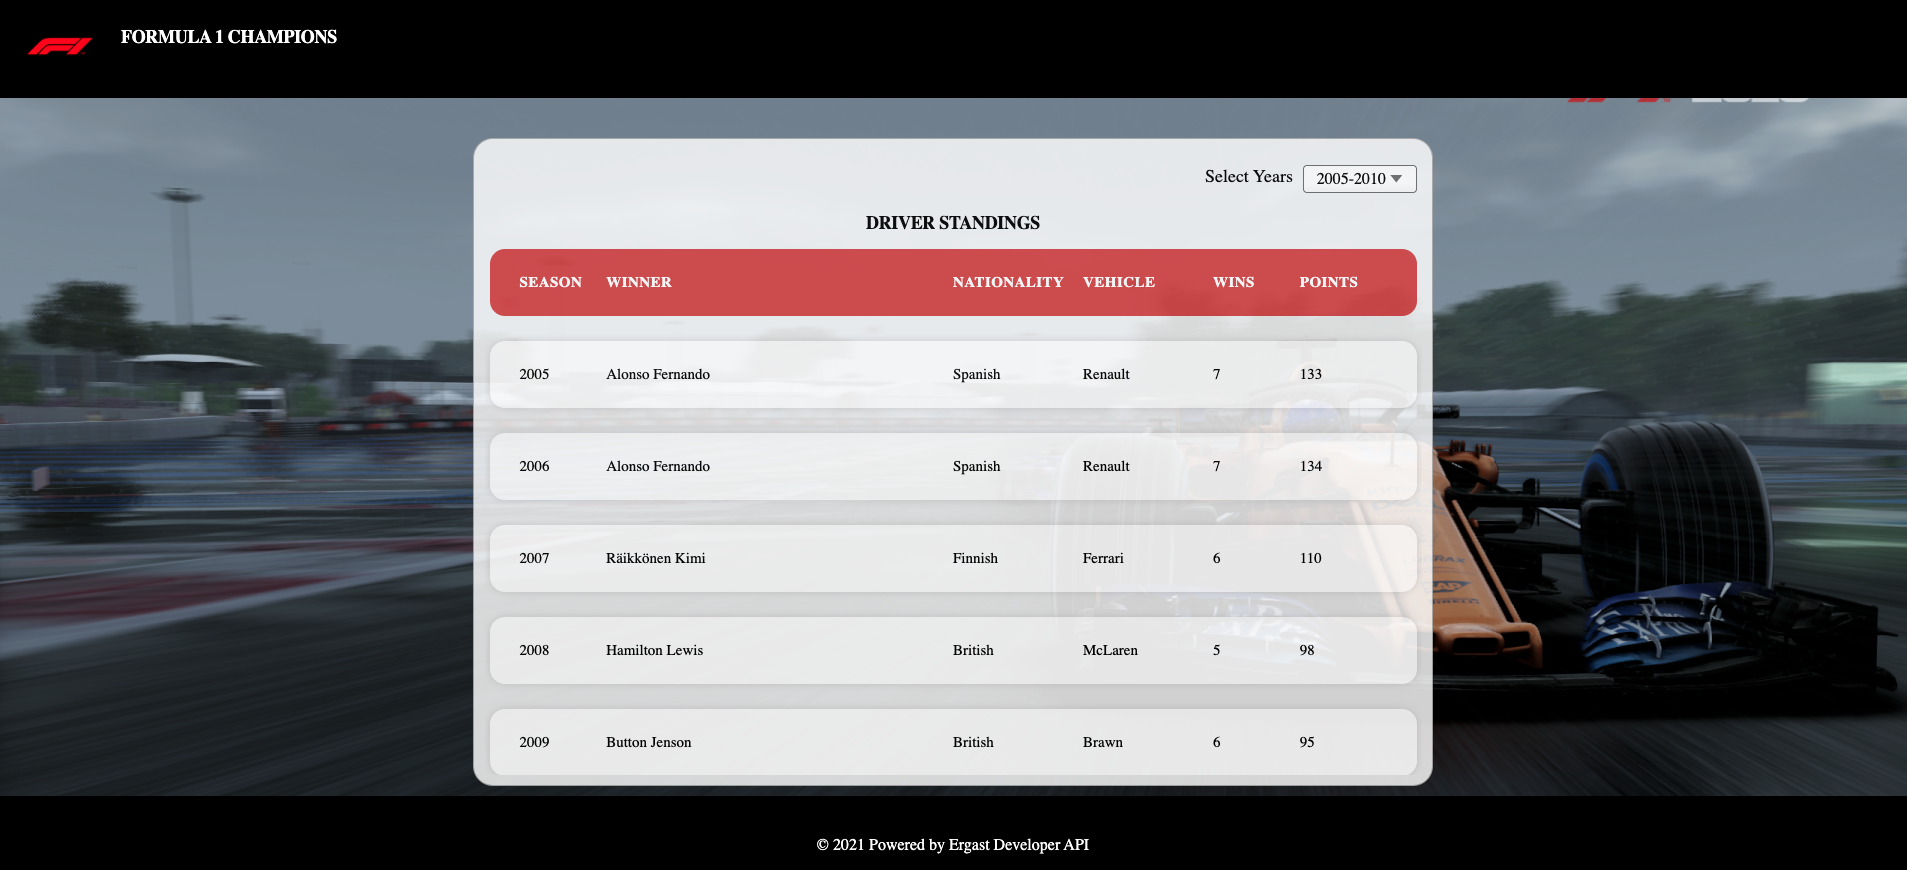 FORMULA 1 CHAMPIONS
Select Years 2005-2010
DRIVER STANDINGS
SEASON WINNER NATIONALITY VEHICLE WINS POINTS
2005 Alonso Fernando Spanish Renault 7 133
2006 Alonso Fernando Spanish Renault 7 134
2007 Räikkönen Kimi Finnish Ferrari 6 110
2008 Hamilton Lewis British McLaren 5 98
2009 Button Jenson British Brawn 6 95
© 2021 Powered by Ergast Developer API